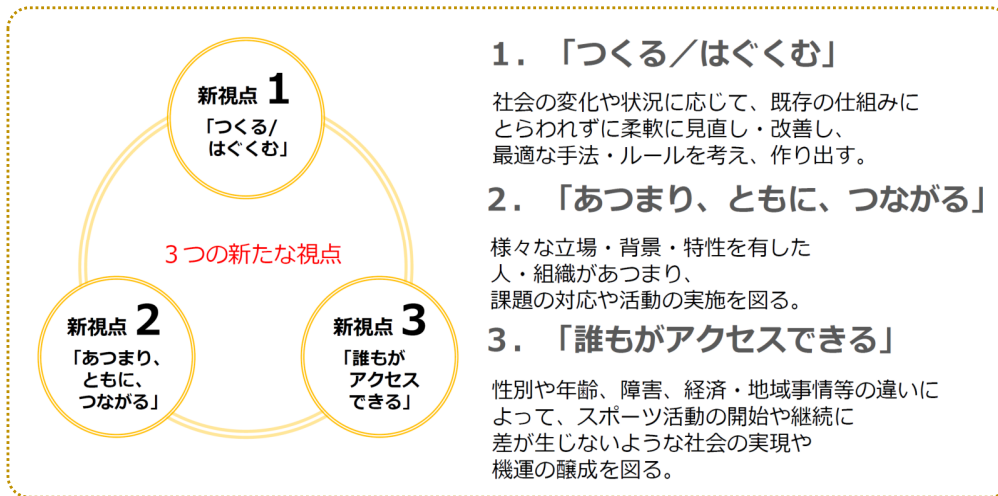 新視点 1
「つくる/
はぐくむ」
3つの新たな視点
新視点 2
「あつまり、
ともに、
つながる」
新視点 3
「誰もが
アクセス
できる」
1．「つくる／はぐくむ」
社会の変化や状況に応じて、既存の仕組みに
とらわれずに柔軟に見直し・改善し、
最適な手法・ルールを考え、作り出す。
2．「あつまり、ともに、つながる」
様々な立場・背景・特性を有した
人・組織があつまり、
課題の対応や活動の実施を図る。
3．「誰もがアクセスできる」
性別や年齢、障害、経済・地域事情等の違いに
よって、スポーツ活動の開始や継続に
差が生じないような社会の実現や
機運の醸成を図る。